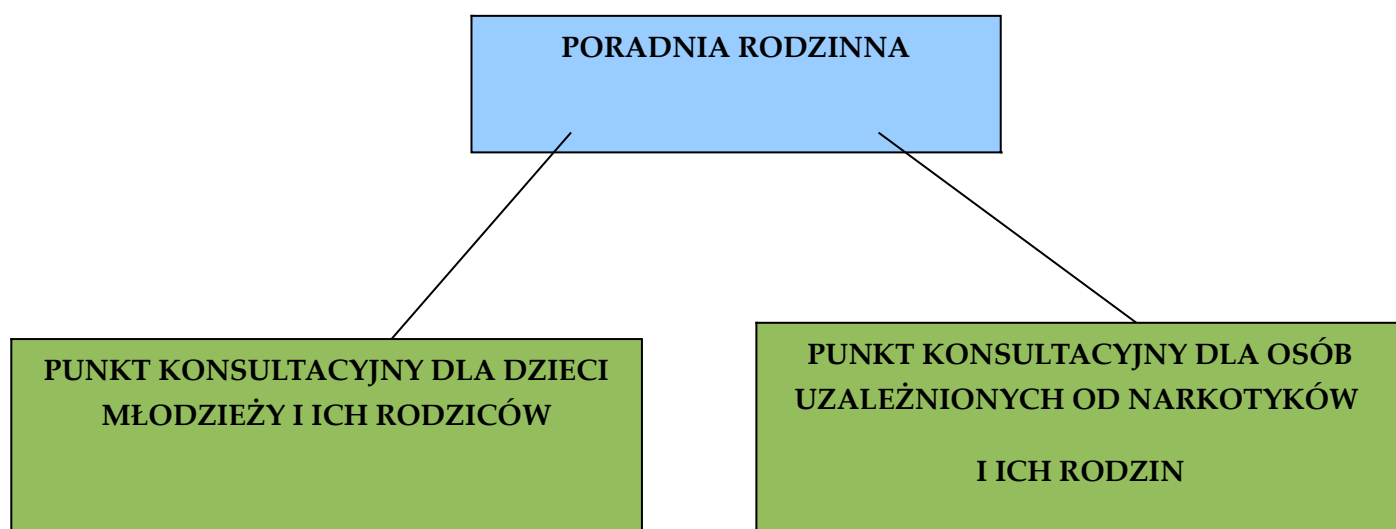 PORADNIA RODZINNA
PUNKT KONSULTACYJNY DLA DZIECI
MŁODZIEŻY I ICH RODZICÓW
PUNKT KONSULTACYJNY DLA OSÓB
UZALEŻNIONYCH OD NARKOTYKÓW
I ICH RODZIN